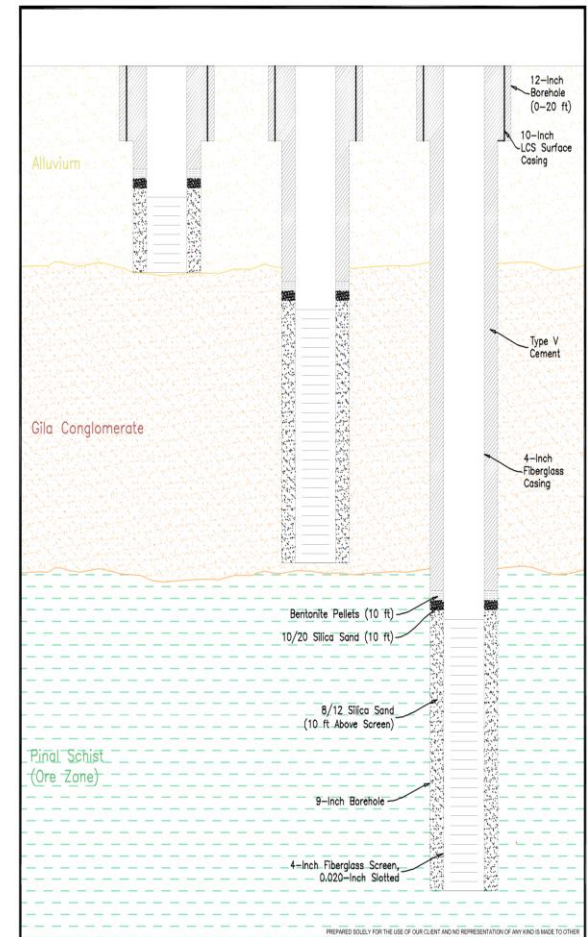 12-Inch
Borehole
(0-20 ft)
10-Inch
LCS Surface
Casing
Alluvium
Type V
Cement
Gila Conglomerate
4-Inch
Fiberglass
Casing
Bentonite Pellets (10 ft)
10/20 Silica Sand (10 ft)
8/12 Silica Sand
(10 ft Above Screen)
Pinal Schist
(Ore Zone)
9-Inch Borehole
4-Inch Fiberglass Screen,
0.020-Inch Slotted
PREPARED SOLELY FOR THE USE OF OUR CLIENT AND NO REPRESENTATION OF ANY KIND IS MADE TO OTHER